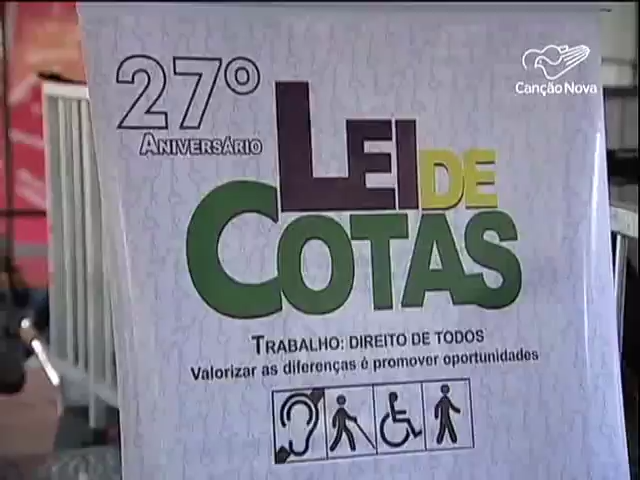 Canção Nova
27º
ANIVERSÁRIO
LEI DE
COTAS
TRABALHO: DIREITO DE TODOS
Valorizar as diferenças é promover oportunidades